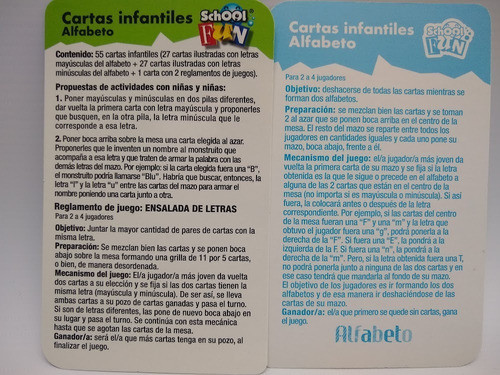 Cartas infantiles
Alfabeto
School
FUN
Contenido: 55 cartas infantiles (27 cartas ilustradas con letras
mayúsculas del alfabeto + 27 cartas ilustradas con letras
minúsculas del alfabeto + 1 carta con 2 reglamentos de juegos).
Propuestas de actividades con niñas y niños:
1. Poner mayúsculas y minúsculas en dos pilas diferentes,
dar vuelta la primera carta con letra mayúscula y proponerles
que busquen, en la otra pila, la letra minúscula que le
corresponde a esa letra.
2. Poner boca arriba sobre la mesa una carta elegida al azar.
Proponerles que le inventen un nombre al monstruito que
acompaña a esa letra y que traten de armar la palabra con las
demás letras del mazo. Por ejemplo: si la carta elegida fuera una "B",
el monstruito podría llamarse "Blu". Habría que buscar, entonces, la
letra "l" y la letra "u" entre las cartas del mazo para armar el
nombre poniendo una carta junto a otra.
Reglamento de juego: ENSALADA DE LETRAS
Para 2 a 4 jugadores
Objetivo: Juntar la mayor cantidad de pares de cartas con la
misma letra.
Preparación: Se mezclan bien las cartas y se ponen boca
abajo sobre la mesa formando una grilla de 11 por 5 cartas,
o bien, de manera desordenada.
Mecanismo del juego: El/a jugador/a más joven da vuelta
dos cartas a su elección y se fija si las dos cartas tienen la
misma letra (mayúscula y minúscula). De ser así, se lleva
ambas cartas a su pozo de cartas ganadas y pasa el turno.
Si son de letras diferentes, las pone de nuevo boca abajo en
su lugar y pasa el turno. Se continúa con esta mecánica
hasta que se agotan las cartas de la mesa.
Ganador/a: será el/a que más cartas tenga en su pozo, al
finalizar el juego.
Cartas infantiles
Alfabeto
School
FUN
Para 2 a 4 jugadores
Objetivo: deshacerse de todas las cartas mientras se
forman dos alfabetos.
Preparación: se mezclan bien las cartas y se toman
2 al azar que se ponen boca arriba en el centro de la
mesa. El resto del mazo se reparte entre todos los
jugadores en cantidades iguales y cada uno pone su
mazo, boca abajo, frente a él.
Mecanismo del juego: el/a jugador/a más joven da
vuelta la primera carta de su mazo y se fija si la letra
obtenida es la que le sigue o precede en el alfabeto a
alguna de las 2 cartas que están en el centro de la
mesa (no importa si es mayúscula o minúscula). Si así
fuera, la colocará antes o después de la letra
correspondiente. Por ejemplo, si las cartas del centro
de la mesa fueran una "F" y una "m" y la letra que
obtuvo el jugador fuera una "g", podrá ponerla a la
derecha de la "F". Si fuera una "E", la pondrá a la
izquierda de la F. Si fuera una "n", la pondrá a la
derecha de la "m". Pero, si la letra obtenida fuera una T,
no podrá ponerla junto a ninguna de las dos cartas y en
ese caso tendrá que mandarla al fondo de su mazo.
El objetivo de los jugadores es ir formando los dos
alfabetos y de esa manera ir deshaciéndose de las
cartas de su mazo.
Ganador/a: el/a que primero se quede sin cartas, gana
el juego.
Alfabeto